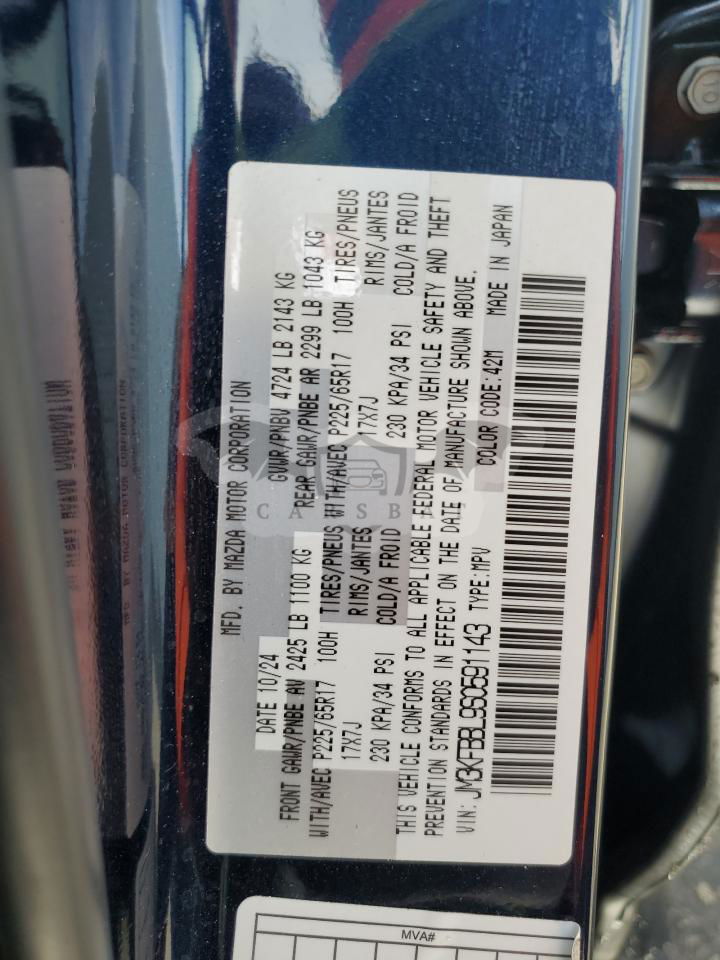 MFD. BY MAZDA MOTOR CORPORATION
DATE 10/24 GVWR/PNBV 4724 LB 2143 KG
FRONT GAWR/PNBE AV 2425 LB 1100 KG REAR GAWR/PNBE AR 2299 LB 1043 KG
WITH/AVEC P225/65R17 100H TIRES/PNEUS WITH/AVEC P225/65R17 100H TIRES/PNEUS
17X7J RIMS/JANTES 17X7J RIMS/JANTES
230 KPA/34 PSI COLD/A FROID 230 KPA/34 PSI COLD/A FROID
THIS VEHICLE CONFORMS TO ALL APPLICABLE FEDERAL MOTOR VEHICLE SAFETY AND THEFT
PREVENTION STANDARDS IN EFFECT ON THE DATE OF MANUFACTURE SHOWN ABOVE.
VIN: JM3KFBBL9S0591143 TYPE:MPV COLOR CODE:42M MADE IN JAPAN
MVA#
10